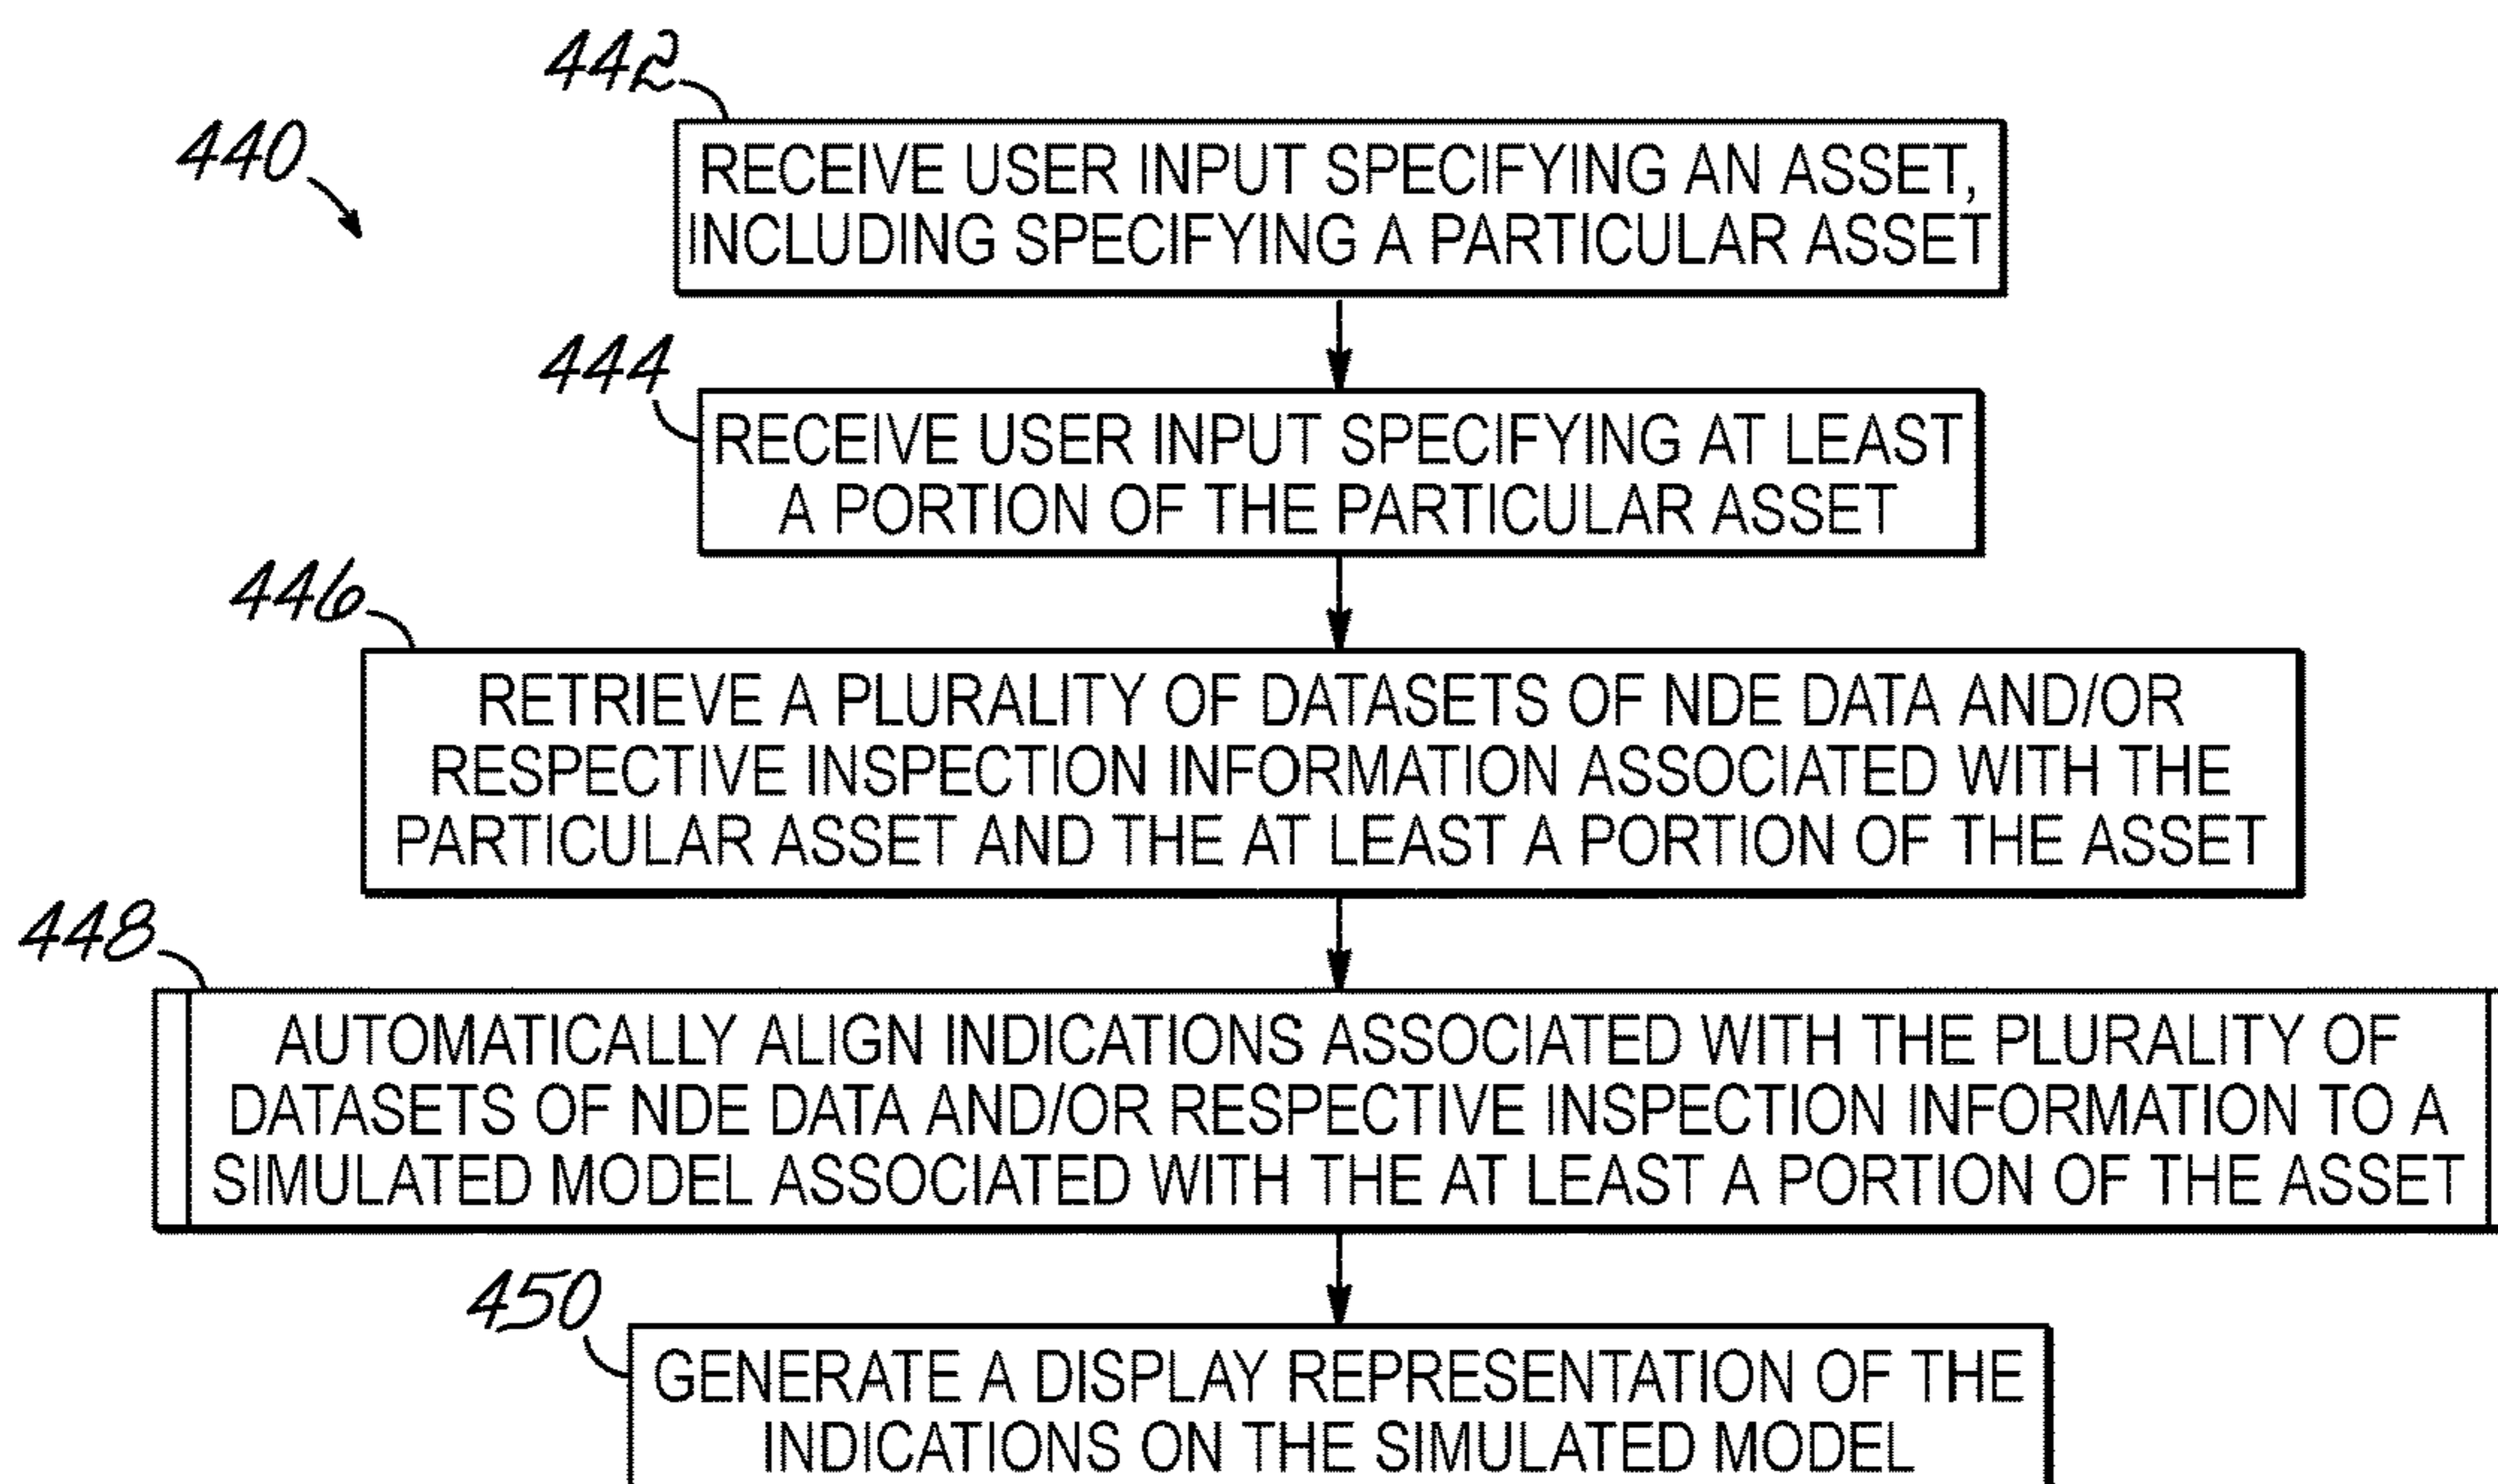 442
440
RECEIVE USER INPUT SPECIFYING AN ASSET,
INCLUDING SPECIFYING A PARTICULAR ASSET
444
RECEIVE USER INPUT SPECIFYING AT LEAST
A PORTION OF THE PARTICULAR ASSET
446
RETRIEVE A PLURALITY OF DATASETS OF NDE DATA AND/OR
RESPECTIVE INSPECTION INFORMATION ASSOCIATED WITH THE
PARTICULAR ASSET AND THE AT LEAST A PORTION OF THE ASSET
448
AUTOMATICALLY ALIGN INDICATIONS ASSOCIATED WITH THE PLURALITY OF
DATASETS OF NDE DATA AND/OR RESPECTIVE INSPECTION INFORMATION TO A
SIMULATED MODEL ASSOCIATED WITH THE AT LEAST A PORTION OF THE ASSET
450
GENERATE A DISPLAY REPRESENTATION OF THE
INDICATIONS ON THE SIMULATED MODEL